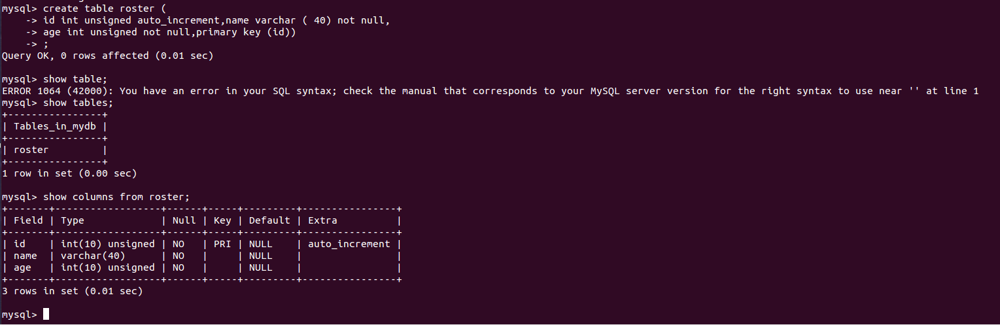 mysql> create table roster (
    -> id int unsigned auto_increment,name varchar ( 40) not null,
    -> age int unsigned not null,primary key (id))
    -> ;
Query OK, 0 rows affected (0.01 sec)

mysql> show table;
ERROR 1064 (42000): You have an error in your SQL syntax; check the manual that corresponds to your MySQL server version for the right syntax to use near '' at line 1
mysql> show tables;
+----------------+
| Tables_in_mydb |
+----------------+
| roster         |
+----------------+
1 row in set (0.00 sec)

mysql> show columns from roster;
+-------+------------------+------+-----+---------+----------------+
| Field | Type             | Null | Key | Default | Extra          |
+-------+------------------+------+-----+---------+----------------+
| id    | int(10) unsigned | NO   | PRI | NULL    | auto_increment |
| name  | varchar(40)      | NO   |     | NULL    |                |
| age   | int(10) unsigned | NO   |     | NULL    |                |
+-------+------------------+------+-----+---------+----------------+
3 rows in set (0.01 sec)

mysql>